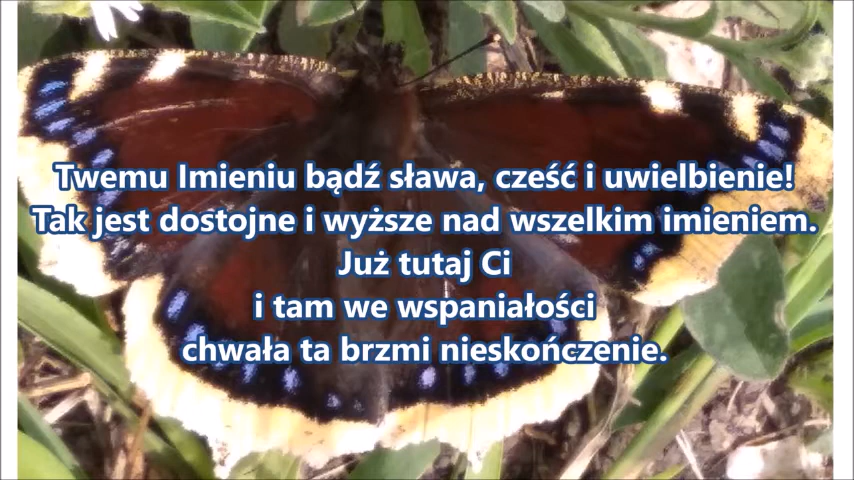 Twemu Imieniu bądź sława, cześć i uwielbienie!
Tak jest dostojne i wyższe nad wszelkim imieniem.
Już tutaj Ci
i tam we wspaniałości
chwała ta brzmi nieskończenie.